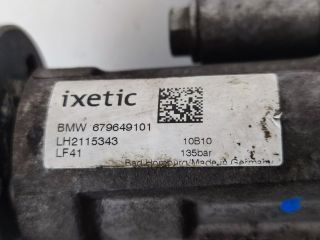 ixetic
BMW 679649101
LH2115343 10B10
LF41 135bar
Bad Homburg Made in Germany